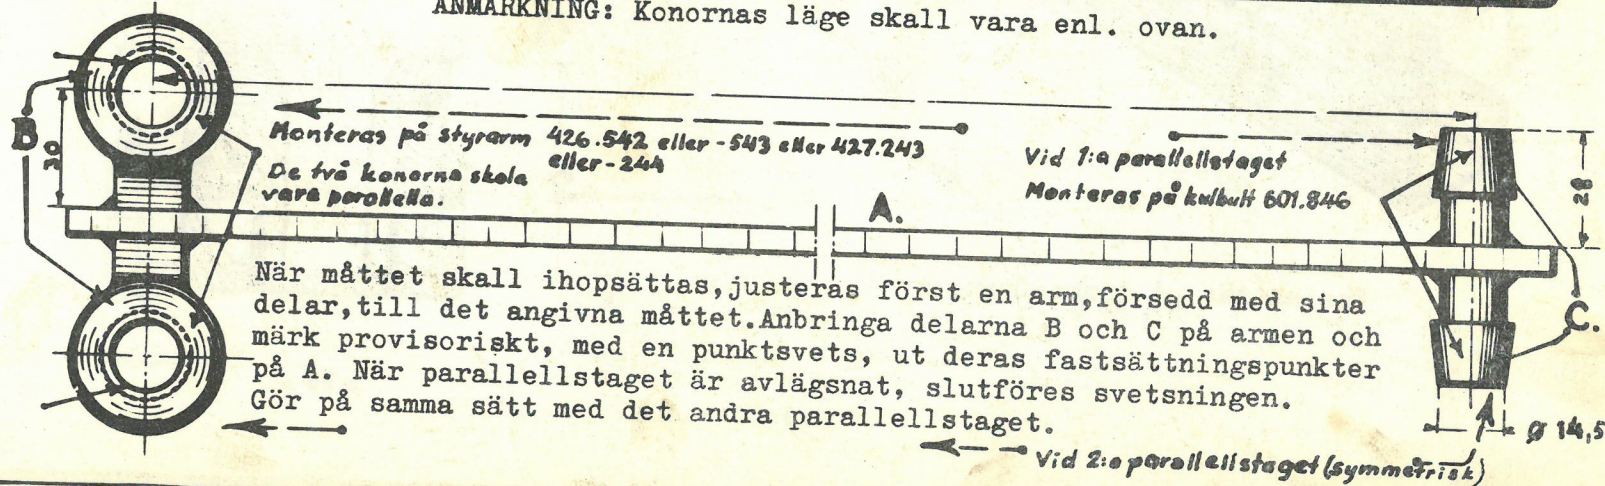 ANMÄRKNING: Konornas läge skall vara enl. ovan.
B
20
Monteras på styrarm 426.542 eller -543 eller 427.243
eller -244
De två konorna skola
vara parallella.
Vid 1:a parallellstaget
Monteras på kulbult 601.846
A.
28
När måttet skall ihopsättas,justeras först en arm,försedd med sina
delar,till det angivna måttet.Anbringa delarna B och C på armen och
märk provisoriskt, med en punktsvets, ut deras fastsättningspunkter
på A. När parallellstaget är avlägsnat, slutföres svetsningen.
Gör på samma sätt med det andra parallellstaget.
C.
ø 14,5
Vid 2:a parallellstaget (symmetrisk)